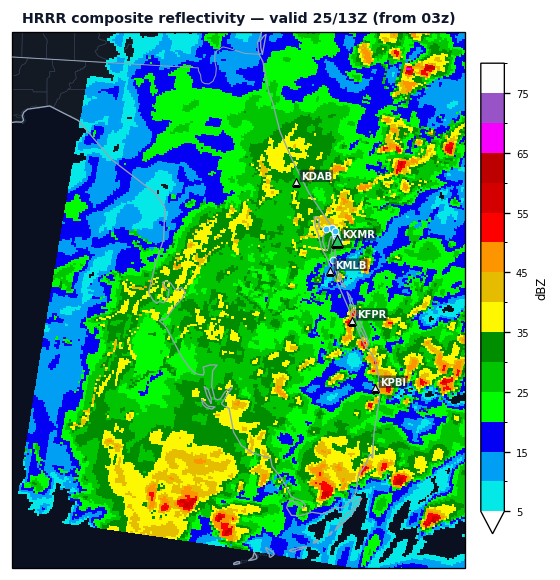 HRRR composite reflectivity — valid 25/13Z (from 03z)
KDAB
KXMR
KMLB
KFPR
KPBI
75
65
55
45
35
25
15
5
dBZ